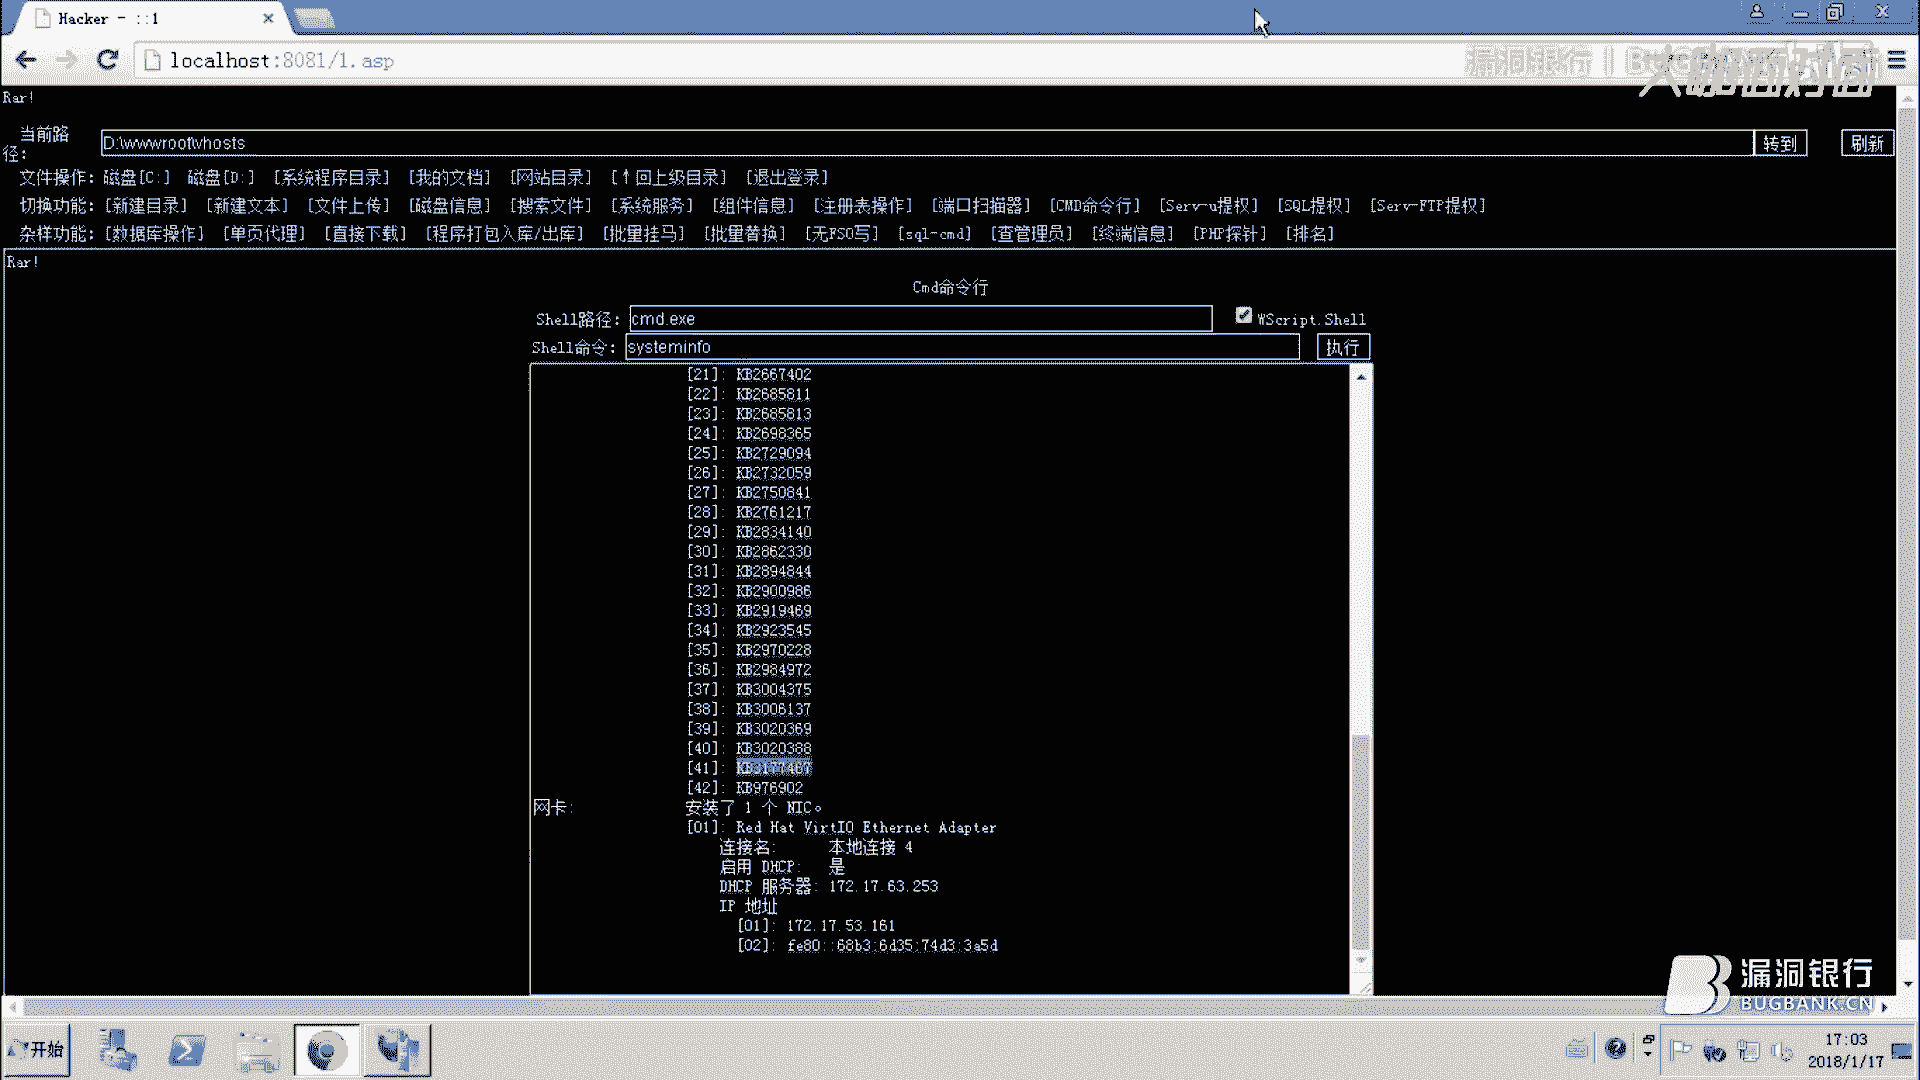 Hacker - ::1
localhost:8081/1.asp
漏洞银行 |
大咖面对面
Rar!
当前路径: D:\wwwroot\vhosts 转到 刷新
文件操作: 磁盘[C:] 磁盘[D:] [系统程序目录] [我的文档] [网站目录] [↑回上级目录] [退出登录]
切换功能: [新建目录] [新建文本] [文件上传] [磁盘信息] [搜索文件] [系统服务] [组件信息] [注册表操作] [端口扫描器] [CMD命令行] [Serv-u提权] [SQL提权] [Serv-FTP提权]
杂样功能: [数据库操作] [单页代理] [直接下载] [程序打包入库/出库] [批量挂马] [批量替换] [无FSO写] [sql-cmd] [查管理员] [终端信息] [PHP探针] [排名]
Rar!
Cmd命令行
Shell路径: cmd.exe WScript.Shell
Shell命令: systeminfo 执行
[21]: KB2667402
[22]: KB2685811
[23]: KB2685813
[24]: KB2698365
[25]: KB2729094
[26]: KB2732059
[27]: KB2750841
[28]: KB2761217
[29]: KB2834140
[30]: KB2862330
[31]: KB2894844
[32]: KB2900986
[33]: KB2919469
[34]: KB2923545
[35]: KB2970228
[36]: KB2984972
[37]: KB3004375
[38]: KB3006137
[39]: KB3020369
[40]: KB3020388
[41]: KB3177467
[42]: KB976902
网卡: 安装了 1 个 NIC。
[01]: Red Hat VirtIO Ethernet Adapter
连接名: 本地连接 4
启用 DHCP: 是
DHCP 服务器: 172.17.63.253
IP 地址
[01]: 172.17.53.161
[02]: fe80::68b3:6d35:74d3:3a5d
漏洞银行
BUGBANK.CN
开始
17:03
2018/1/17